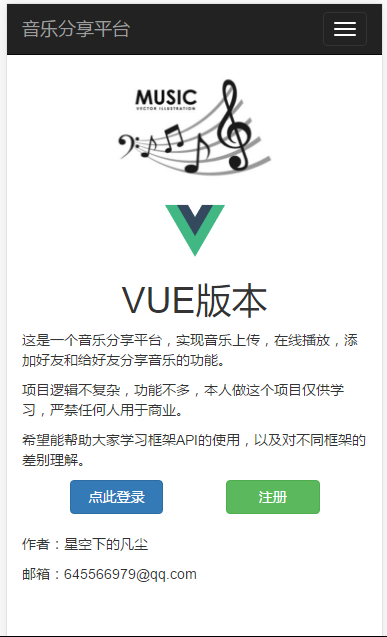 音乐分享平台
MUSIC
VECTOR ILLUSTRATION
VUE版本
这是一个音乐分享平台，实现音乐上传，在线播放，添
加好友和给好友分享音乐的功能。
项目逻辑不复杂，功能不多，本人做这个项目仅供学
习，严禁任何人用于商业。
希望能帮助大家学习框架API的使用，以及对不同框架的
差别理解。
点此登录
注册
作者：星空下的凡尘
邮箱：645566979@qq.com